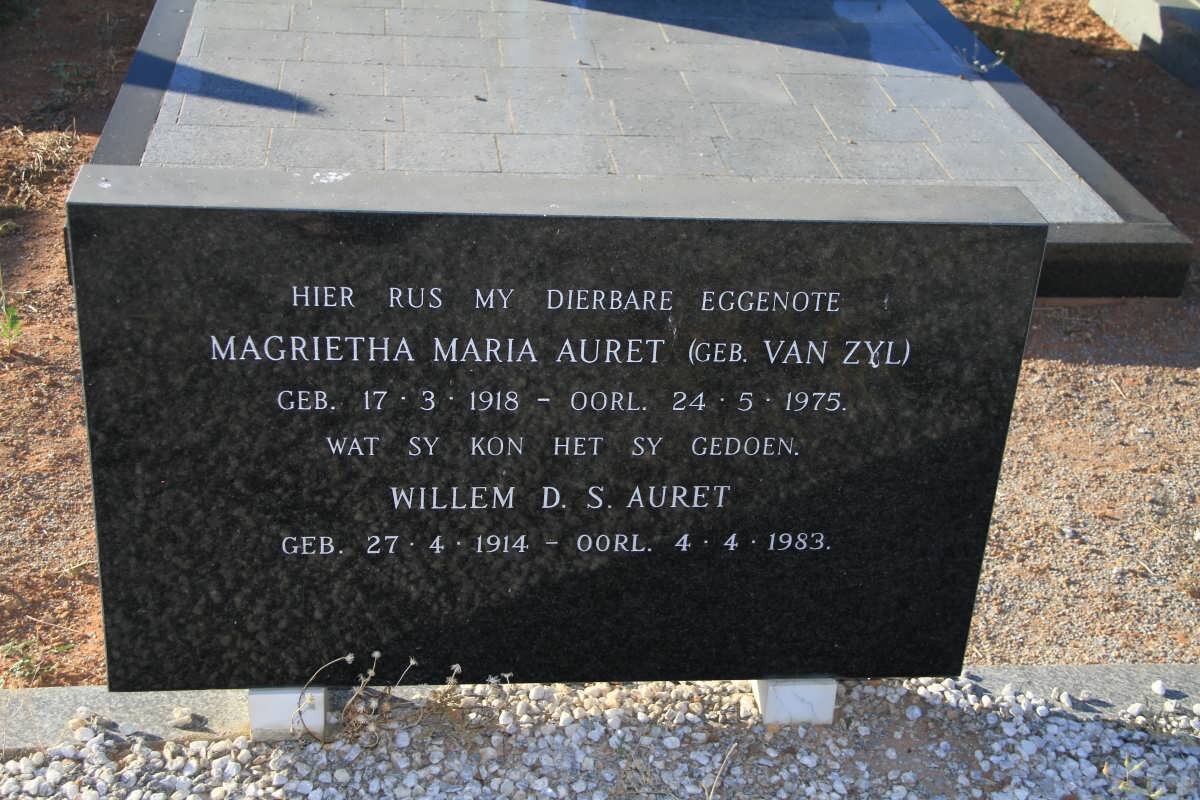 HIER RUS MY DIERBARE EGGENOTE
MAGRIETHA MARIA AURET (GEB. VAN ZYL)
GEB. 17 · 3 · 1918 – OORL. 24 · 5 · 1975.
WAT SY KON HET SY GEDOEN.
WILLEM D. S. AURET
GEB. 27 · 4 · 1914 – OORL. 4 · 4 · 1983.